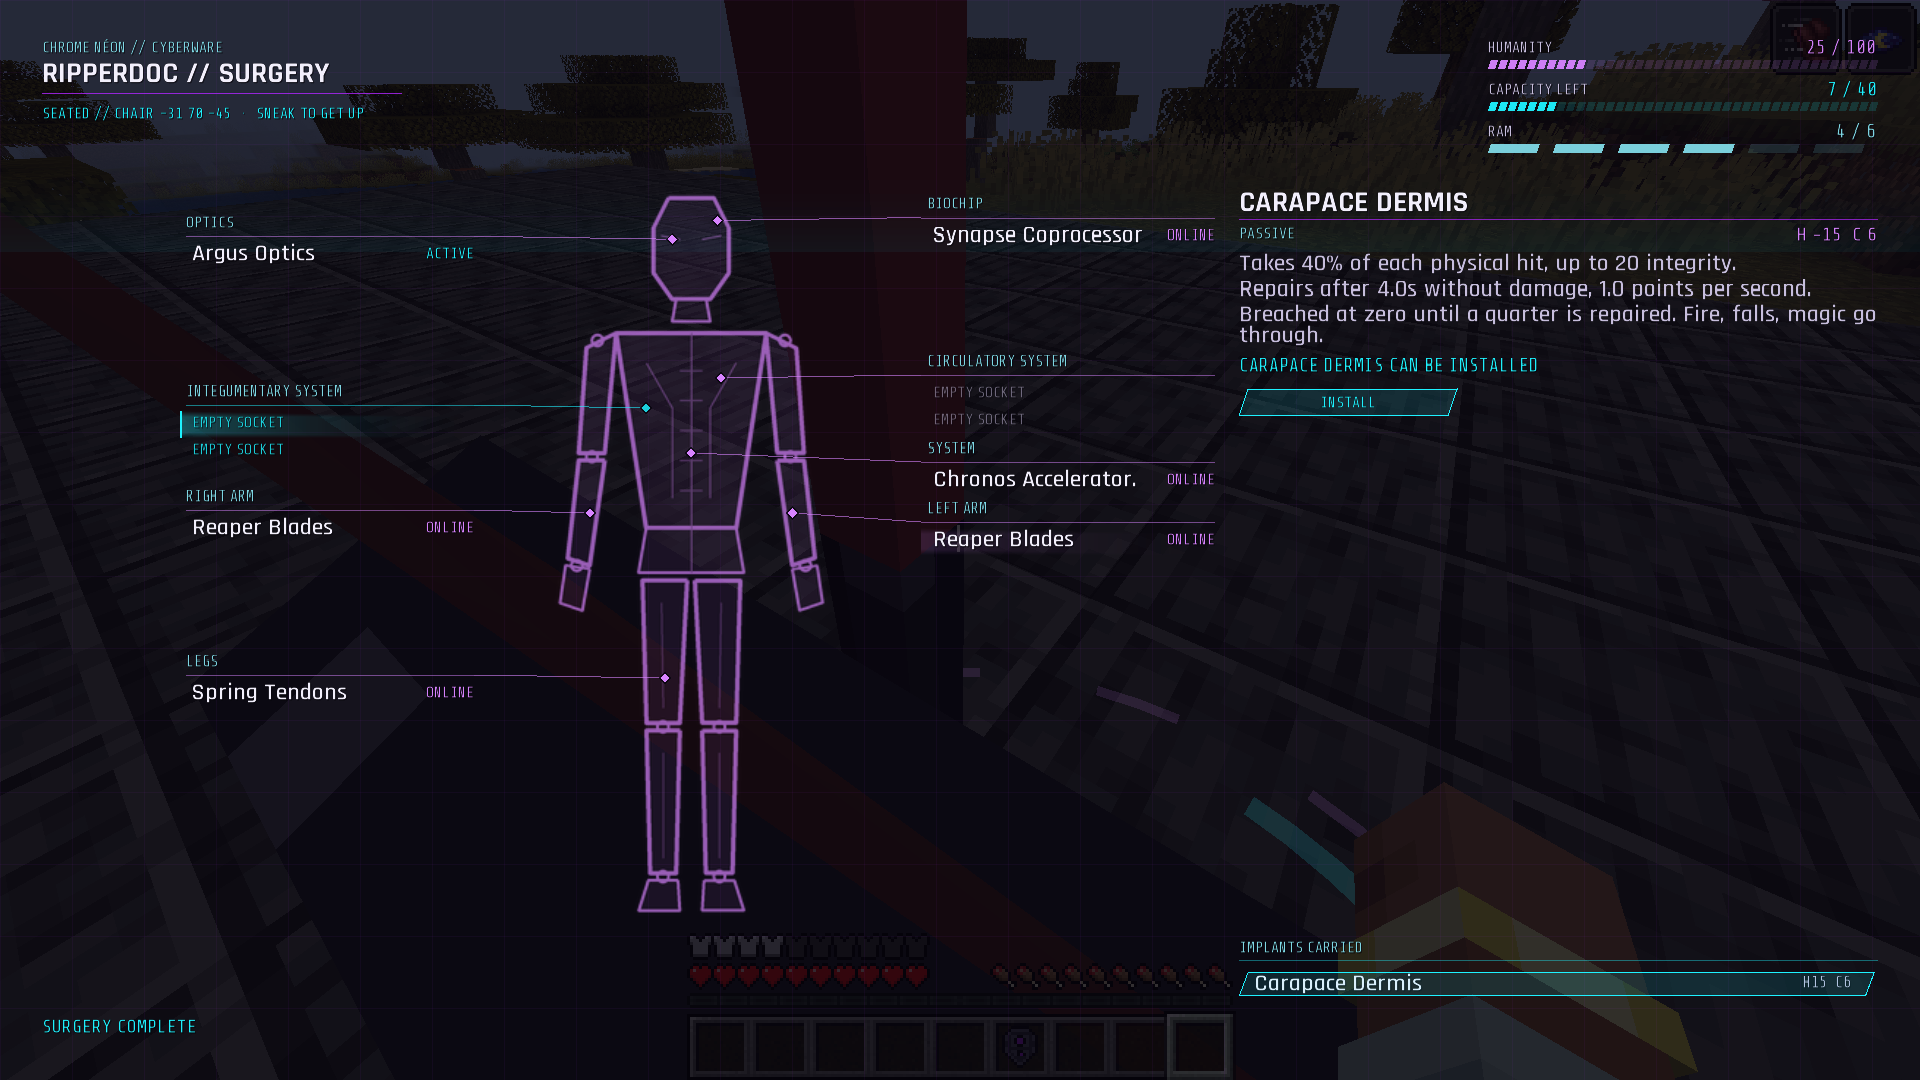 CHROME NÉON // CYBERWARE
RIPPERDOC // SURGERY
SEATED // CHAIR -31 70 -45 · SNEAK TO GET UP
HUMANITY 25 / 100
CAPACITY LEFT 7 / 40
RAM 4 / 6
OPTICS
Argus Optics ACTIVE
INTEGUMENTARY SYSTEM
EMPTY SOCKET
EMPTY SOCKET
RIGHT ARM
Reaper Blades ONLINE
LEGS
Spring Tendons ONLINE
BIOCHIP
Synapse Coprocessor ONLINE
CIRCULATORY SYSTEM
EMPTY SOCKET
EMPTY SOCKET
SYSTEM
Chronos Accelerator. ONLINE
LEFT ARM
Reaper Blades ONLINE
CARAPACE DERMIS
PASSIVE H -15 C 6
Takes 40% of each physical hit, up to 20 integrity.
Repairs after 4.0s without damage, 1.0 points per second.
Breached at zero until a quarter is repaired. Fire, falls, magic go
through.
CARAPACE DERMIS CAN BE INSTALLED
INSTALL
IMPLANTS CARRIED
Carapace Dermis H15 C6
SURGERY COMPLETE